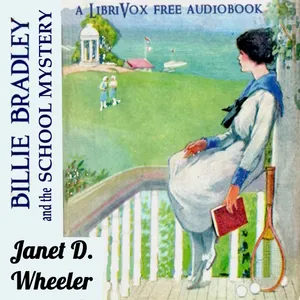 A LIBRIVOX FREE AUDIOBOOK
BILLIE BRADLEY
and the SCHOOL MYSTERY
Janet D.
Wheeler